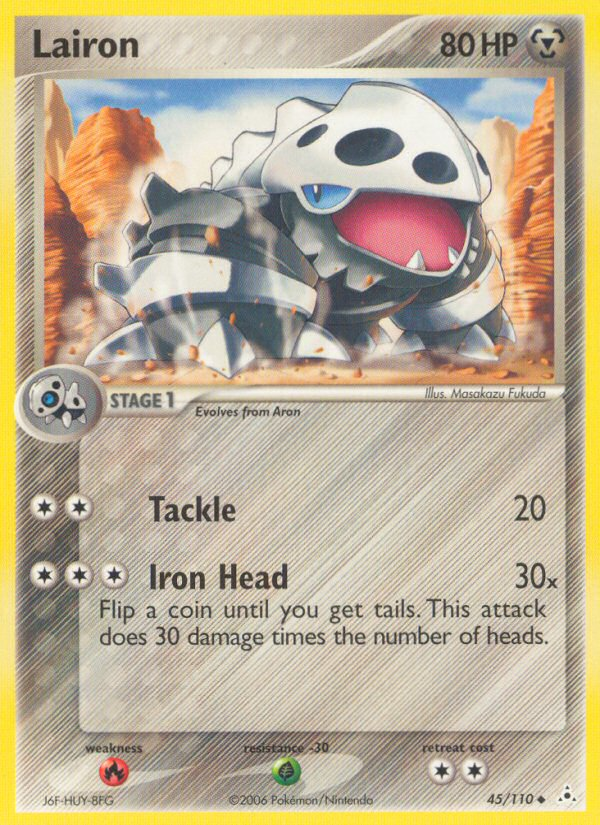 Lairon
80 HP
Illus. Masakazu Fukuda
STAGE 1
Evolves from Aron
Tackle 20
Iron Head 30x
Flip a coin until you get tails. This attack
does 30 damage times the number of heads.
weakness resistance -30 retreat cost
J6F-HUY-8FG ©2006 Pokémon/Nintendo 45/110